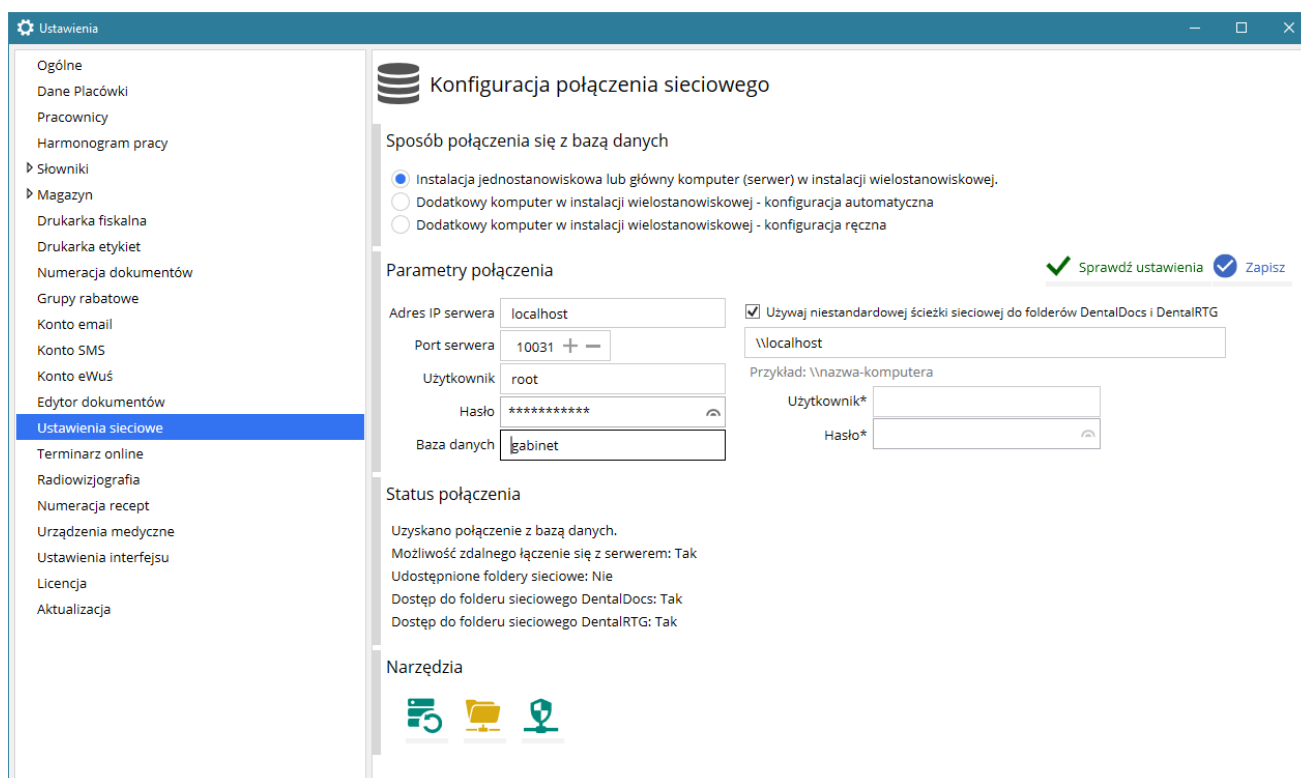 Ustawienia
Ogólne
Dane Placówki
Pracownicy
Harmonogram pracy
Słowniki
Magazyn
Drukarka fiskalna
Drukarka etykiet
Numeracja dokumentów
Grupy rabatowe
Konto email
Konto SMS
Konto eWuś
Edytor dokumentów
Ustawienia sieciowe
Terminarz online
Radiowizjografia
Numeracja recept
Urządzenia medyczne
Ustawienia interfejsu
Licencja
Aktualizacja
Konfiguracja połączenia sieciowego
Sposób połączenia się z bazą danych
Instalacja jednostanowiskowa lub główny komputer (serwer) w instalacji wielostanowiskowej.
Dodatkowy komputer w instalacji wielostanowiskowej - konfiguracja automatyczna
Dodatkowy komputer w instalacji wielostanowiskowej - konfiguracja ręczna
Parametry połączenia
Sprawdź ustawienia
Zapisz
Adres IP serwera localhost
Port serwera 10031
Użytkownik root
Hasło ***********
Baza danych gabinet
Używaj niestandardowej ścieżki sieciowej do folderów DentalDocs i DentalRTG
\\localhost
Przykład: \\nazwa-komputera
Użytkownik*
Hasło*
Status połączenia
Uzyskano połączenie z bazą danych.
Możliwość zdalnego łączenie się z serwerem: Tak
Udostępnione foldery sieciowe: Nie
Dostęp do folderu sieciowego DentalDocs: Tak
Dostęp do folderu sieciowego DentalRTG: Tak
Narzędzia